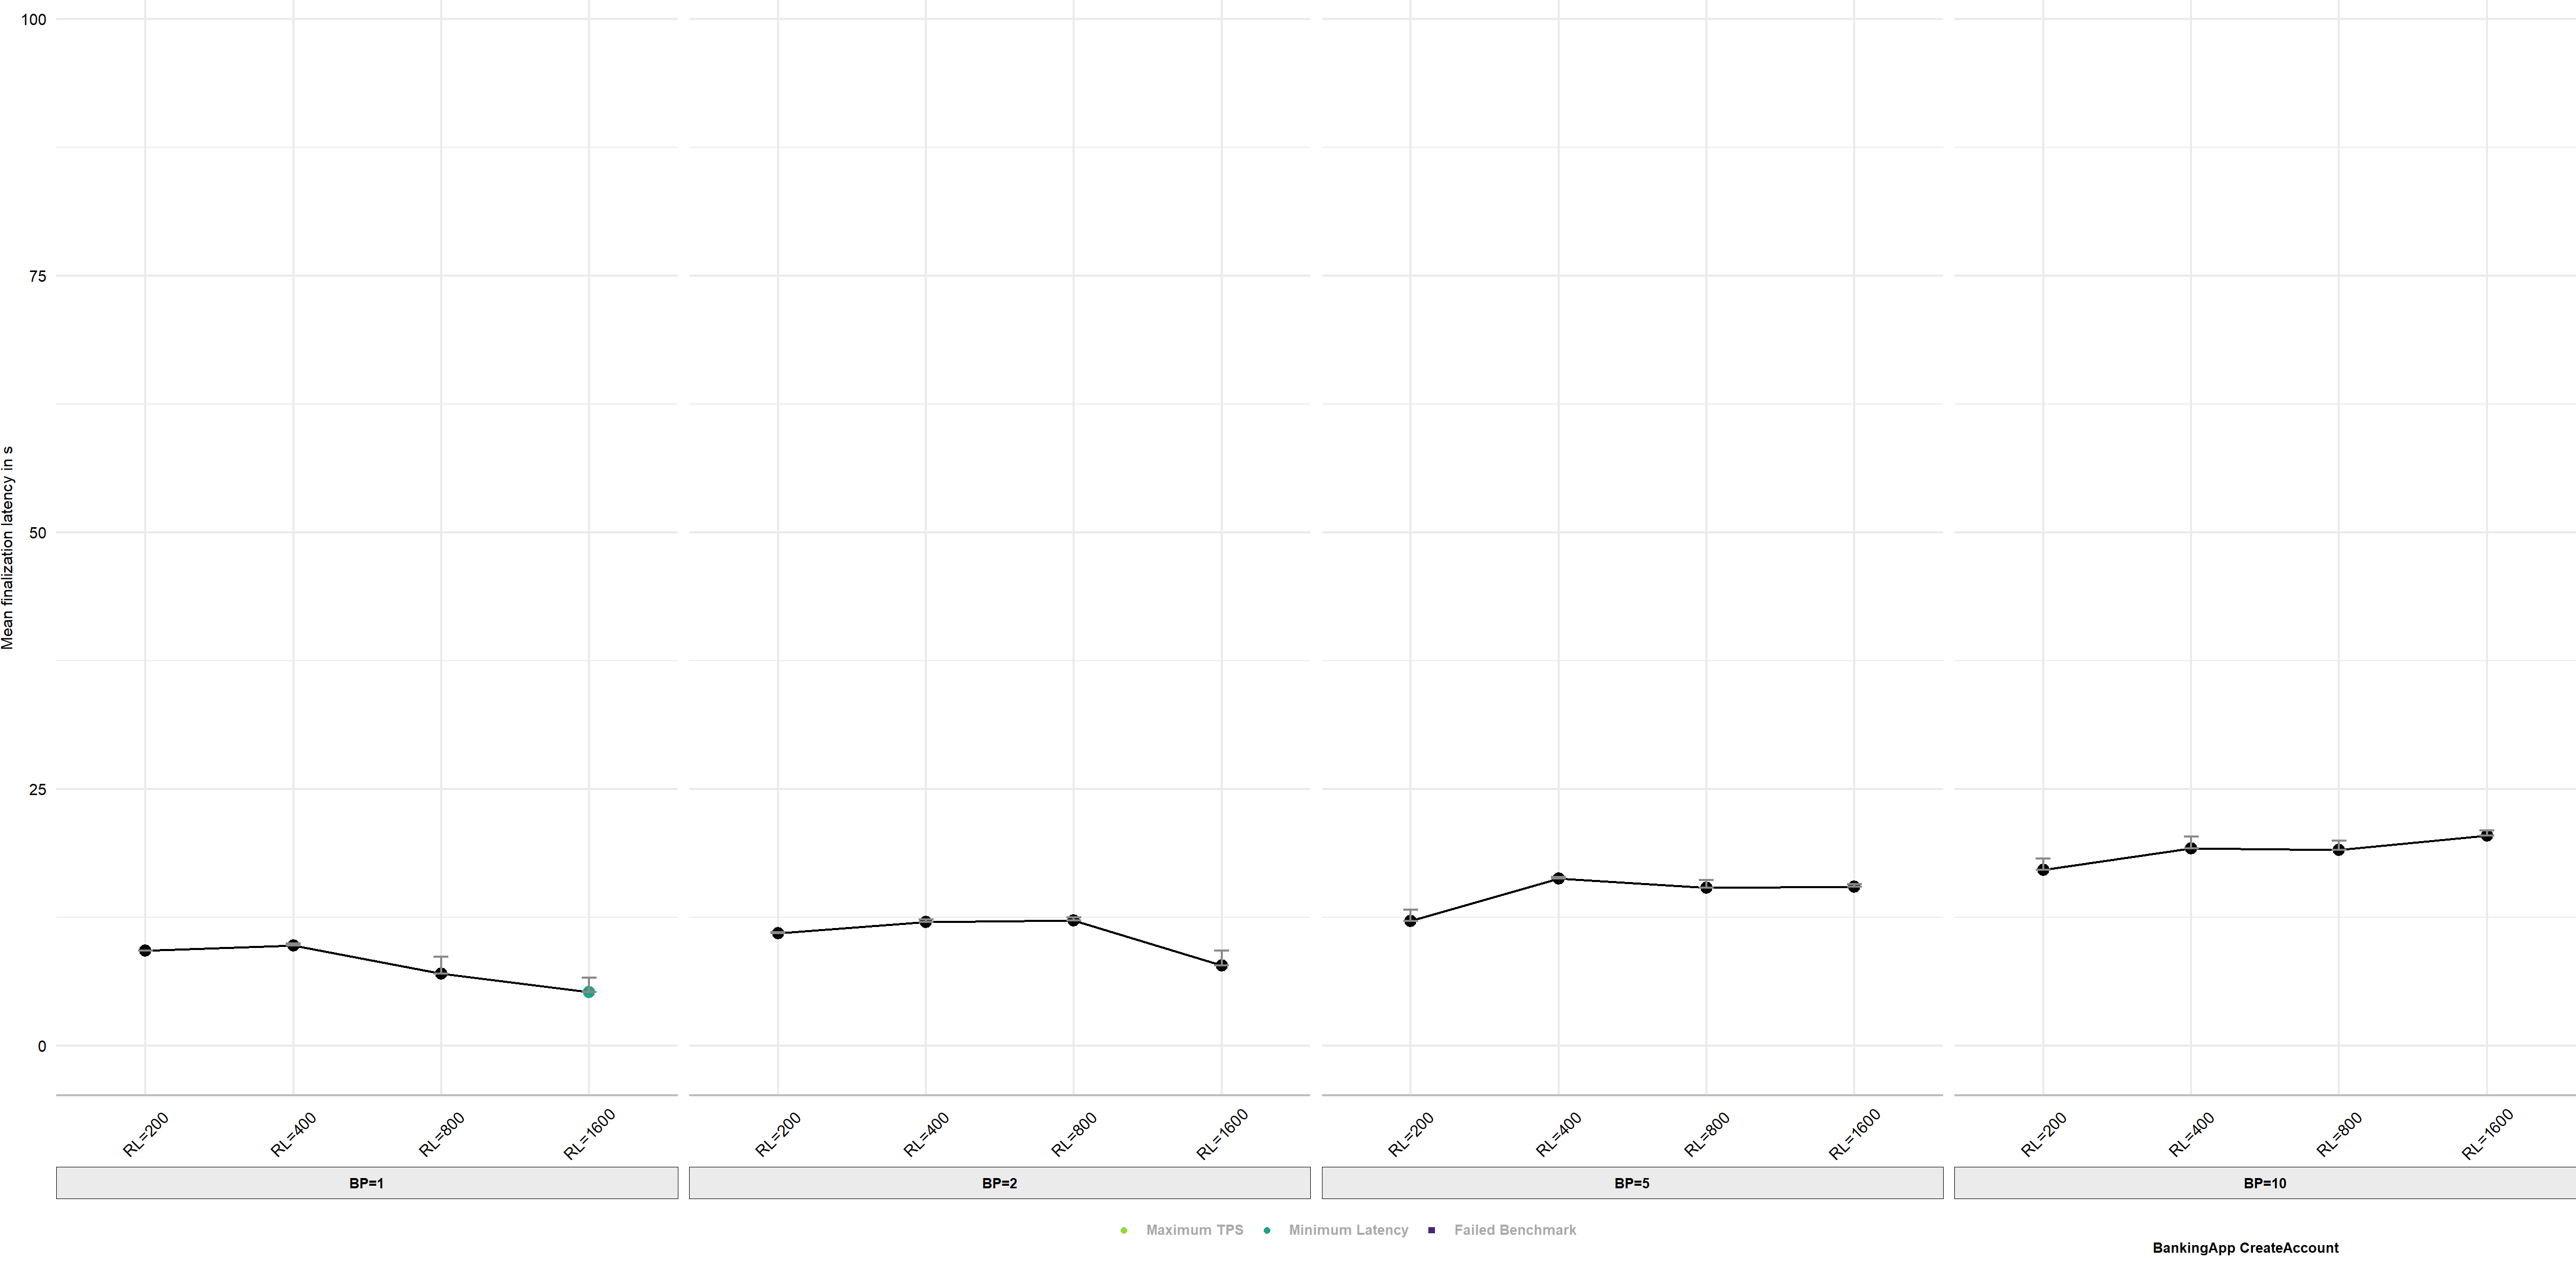 100
75
50
25
0
Mean finalization latency in s
RL=200 RL=400 RL=800 RL=1600 RL=200 RL=400 RL=800 RL=1600 RL=200 RL=400 RL=800 RL=1600 RL=200 RL=400 RL=800 RL=1600
BP=1 BP=2 BP=5 BP=10
Maximum TPS Minimum Latency Failed Benchmark
BankingApp CreateAccount